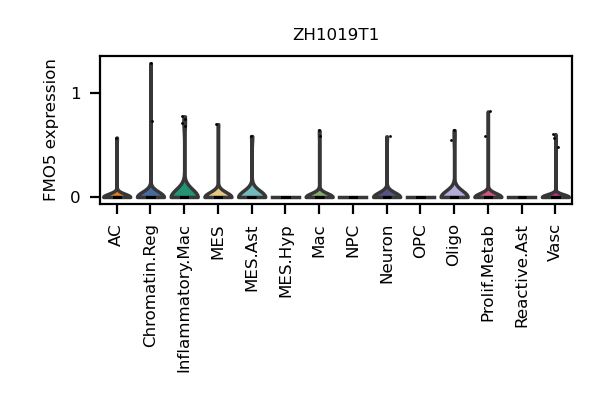 ZH1019T1
FMO5 expression
1
0
AC
Chromatin.Reg
Inflammatory.Mac
MES
MES.Ast
MES.Hyp
Mac
NPC
Neuron
OPC
Oligo
Prolif.Metab
Reactive.Ast
Vasc